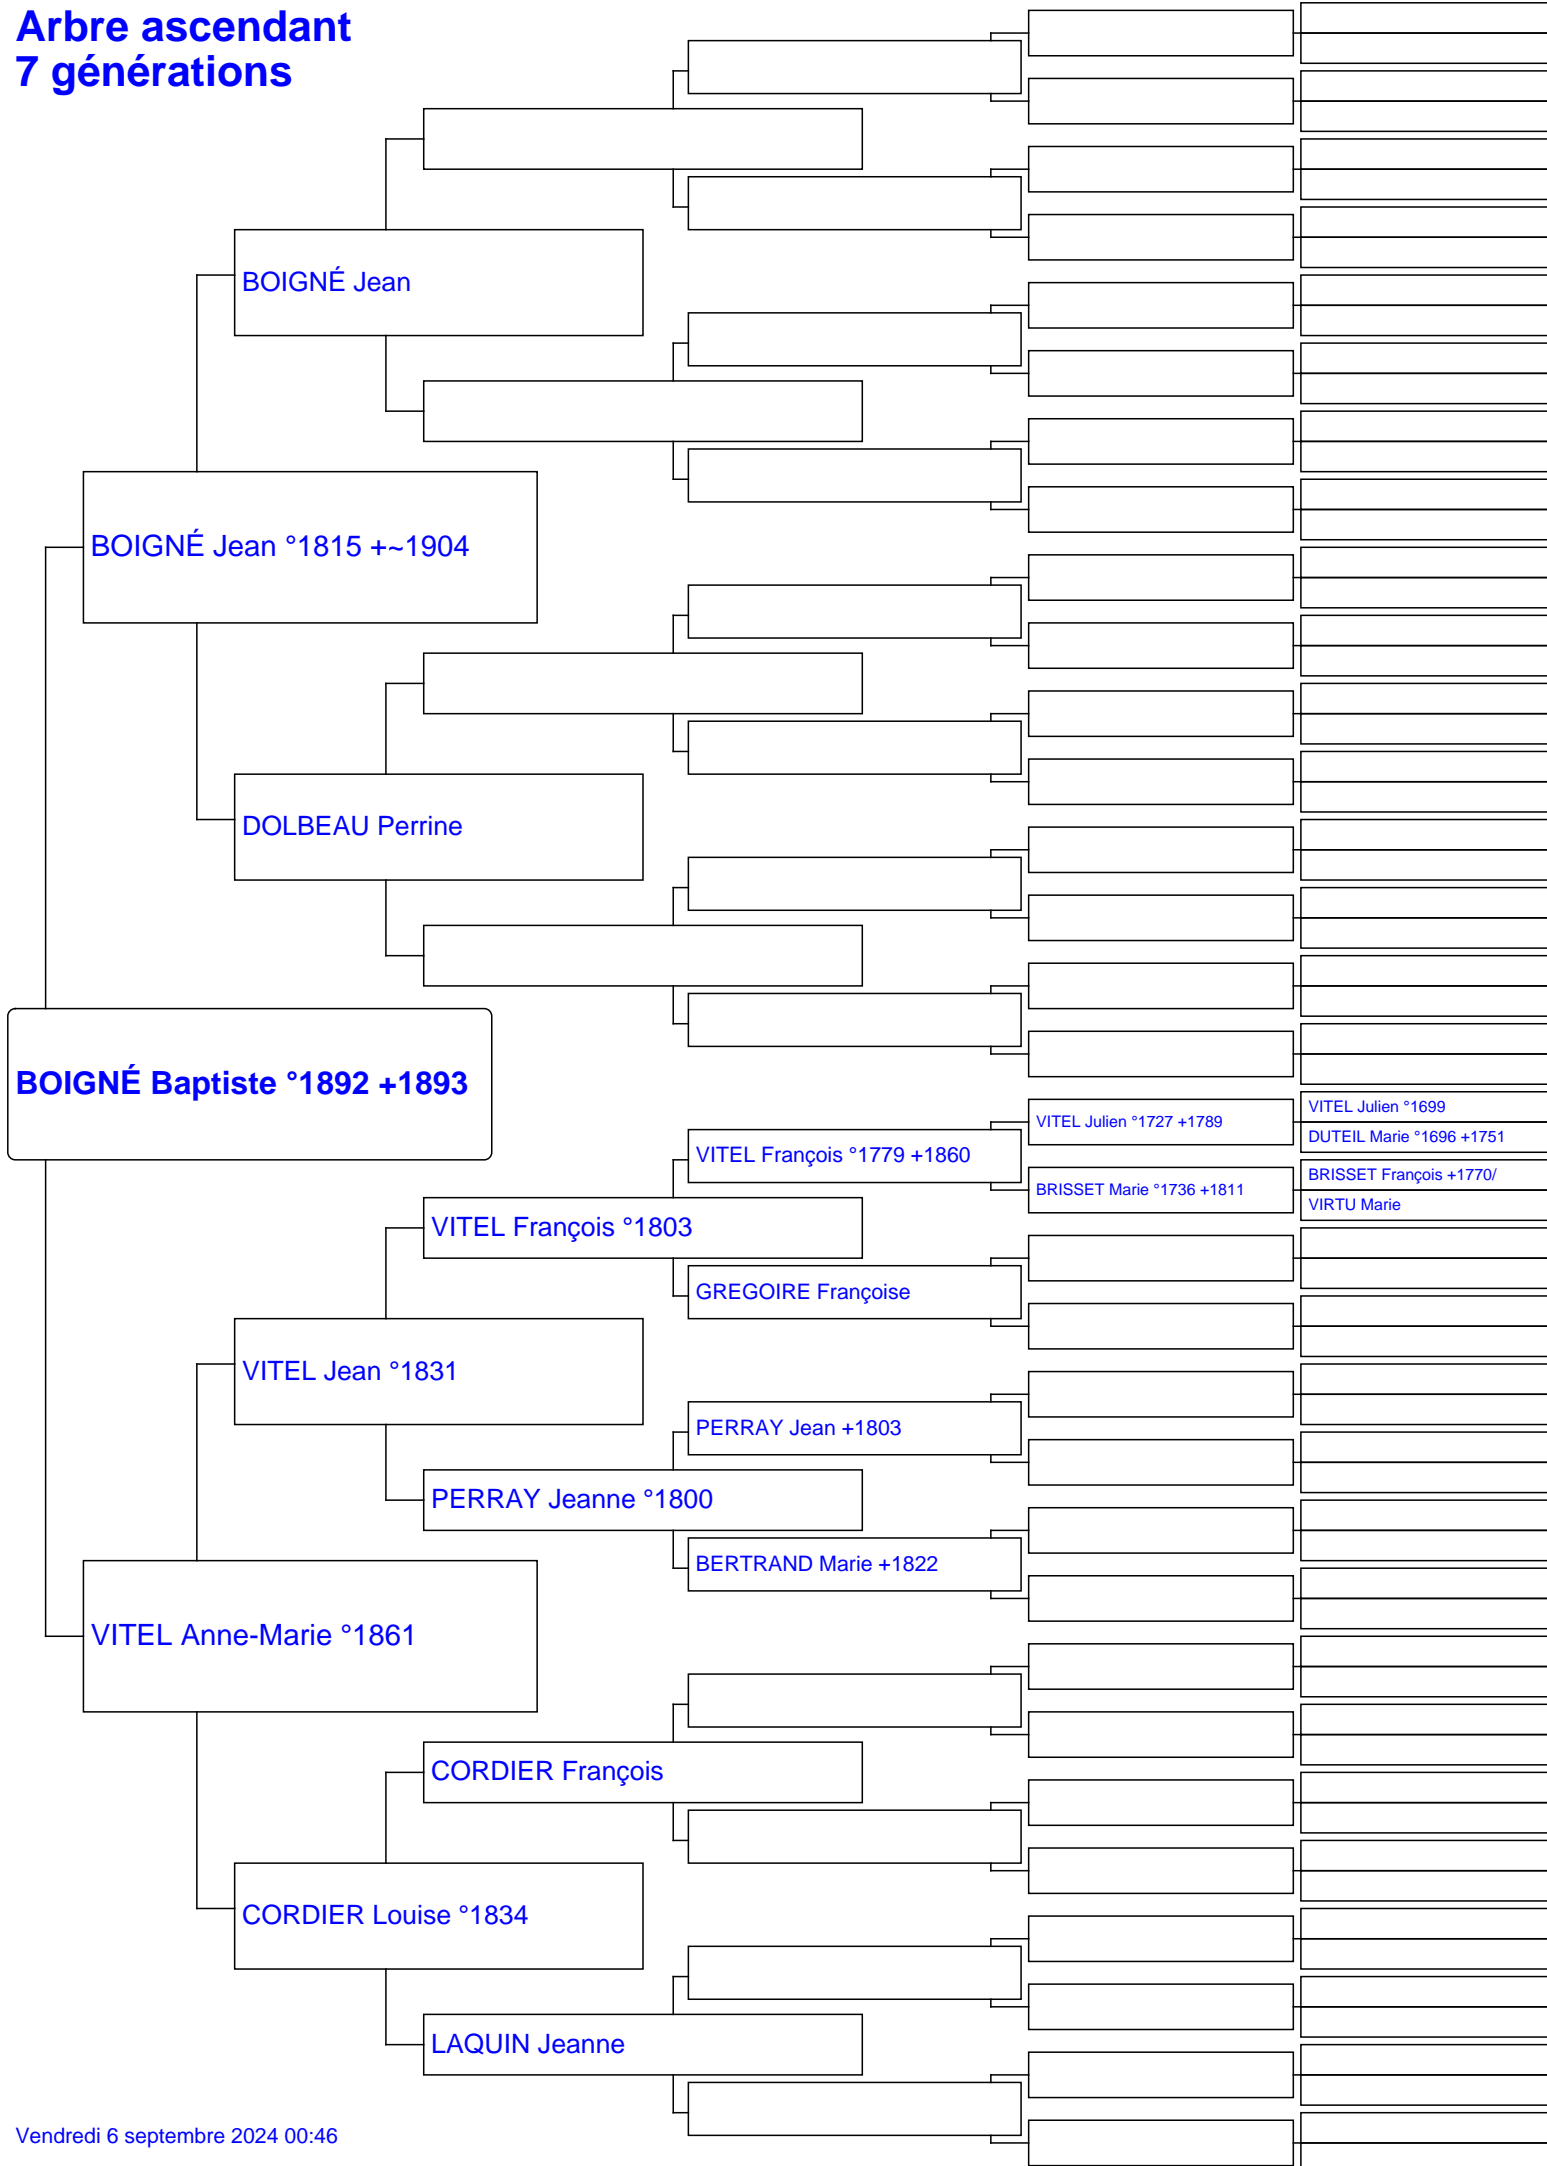 Arbre ascendant
7 générations
BOIGNÉ Jean
BOIGNÉ Jean °1815 +~1904
DOLBEAU Perrine
BOIGNÉ Baptiste °1892 +1893
VITEL Julien °1699
VITEL Julien °1727 +1789
DUTEIL Marie °1696 +1751
VITEL François °1779 +1860
BRISSET François +1770/
BRISSET Marie °1736 +1811
VIRTU Marie
VITEL François °1803
GREGOIRE Françoise
VITEL Jean °1831
PERRAY Jean +1803
PERRAY Jeanne °1800
BERTRAND Marie +1822
VITEL Anne-Marie °1861
CORDIER François
CORDIER Louise °1834
LAQUIN Jeanne
Vendredi 6 septembre 2024 00:46